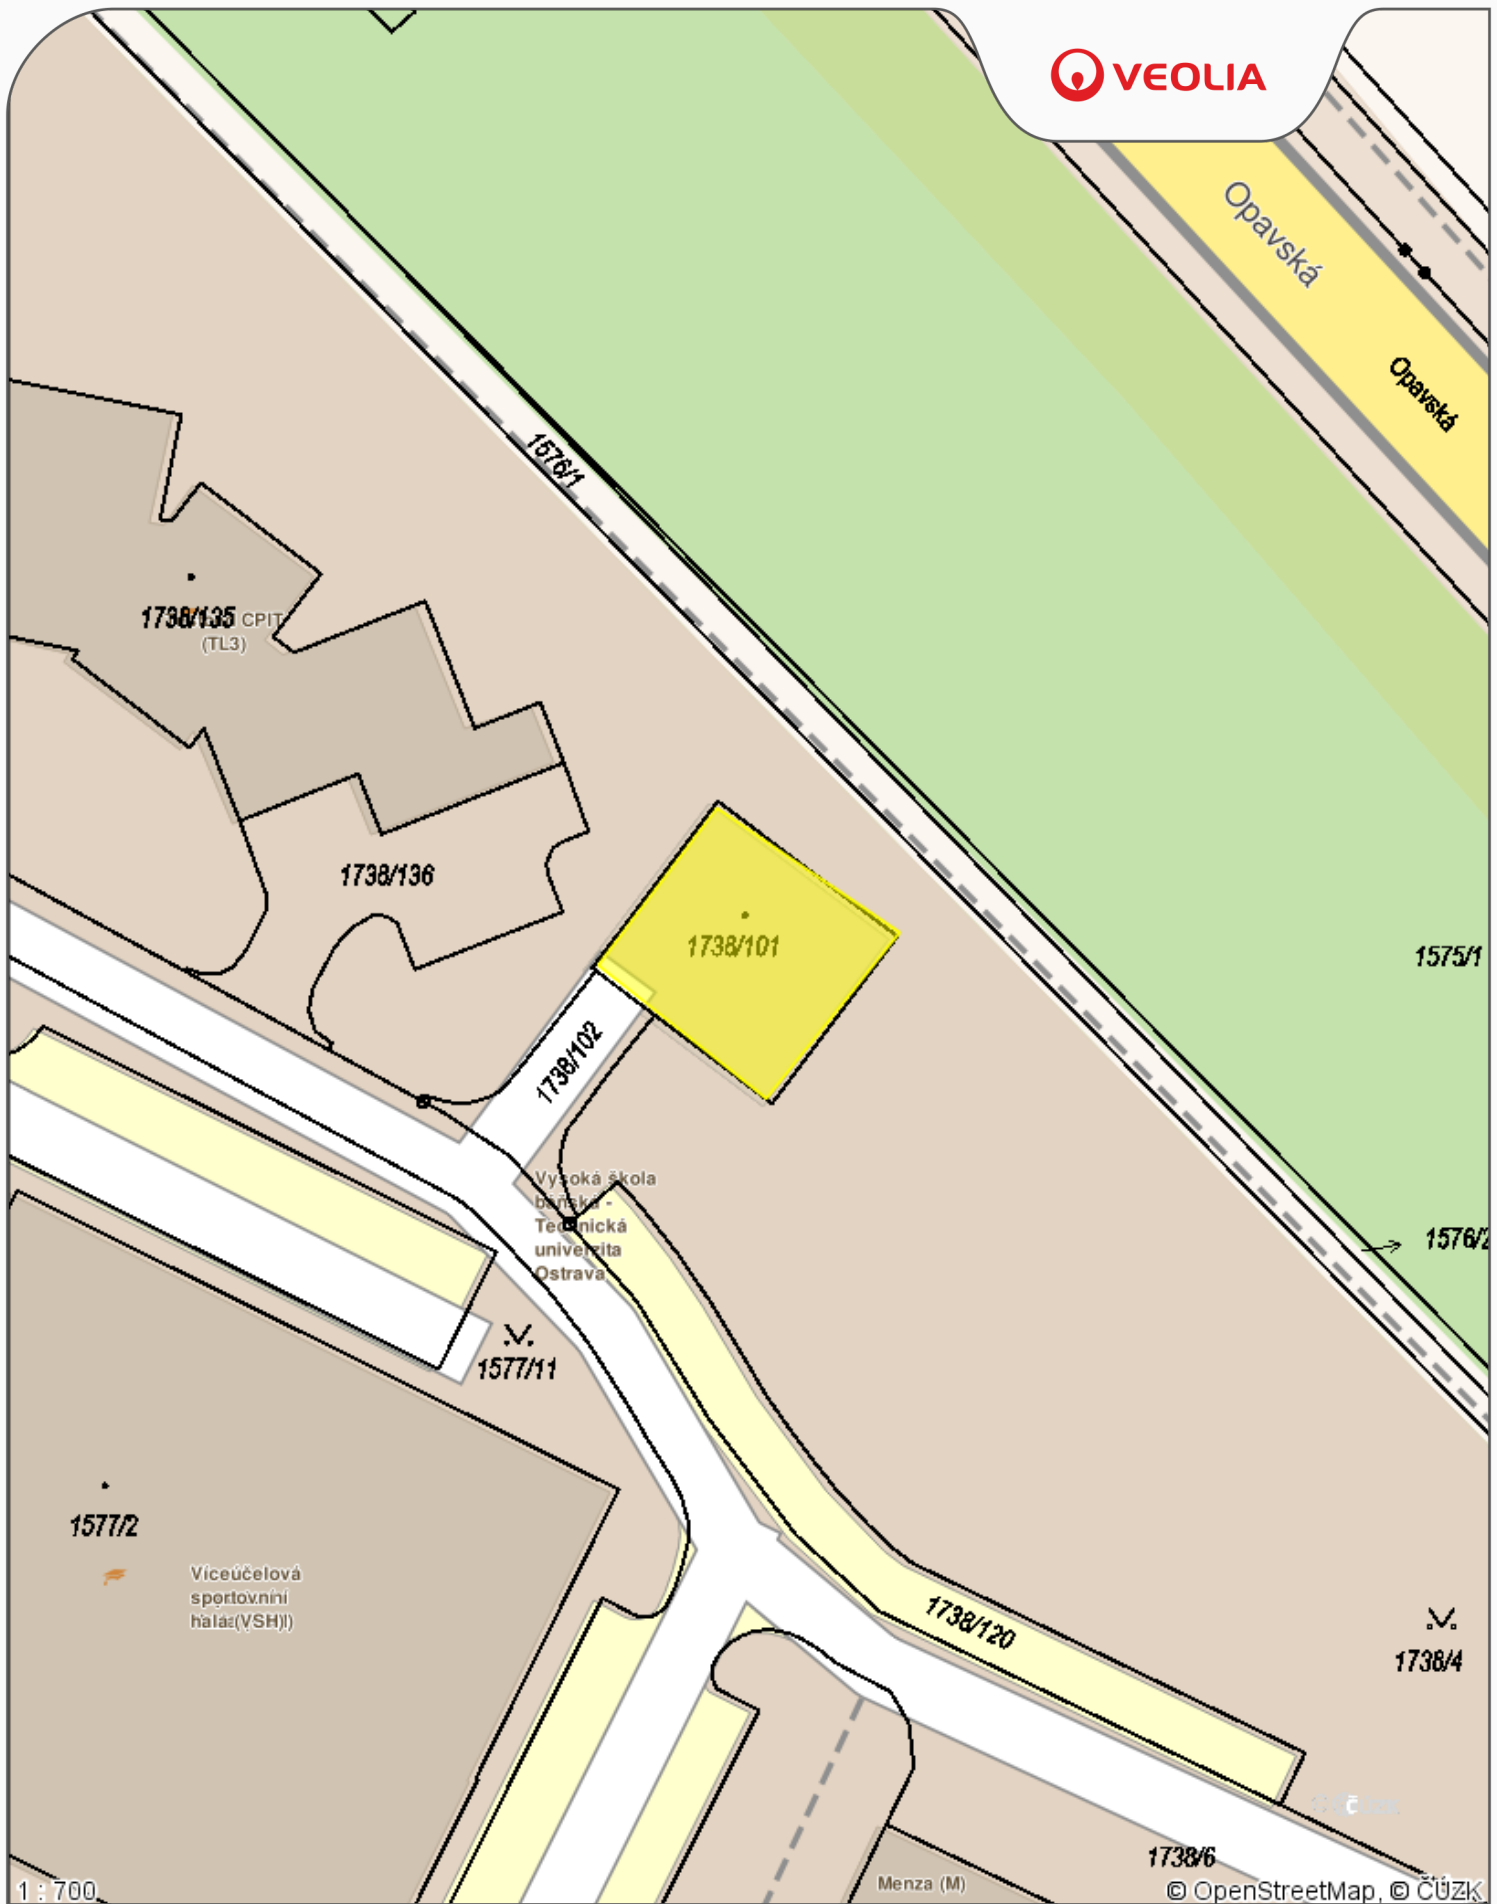 VEOLIA
Opavská
Opavská
1576/1
1738/135
CPIT
(TL3)
1738/136
1738/101
1575/1
1738/102
Vysoká škola
báňská -
Technická
univerzita
Ostrava
1576/2
1577/11
1577/2
Víceúčelová
sportovní
hala (VSH)
1738/120
1738/4
1738/6
Menza (M)
1 : 700
© OpenStreetMap, © ČÚZK